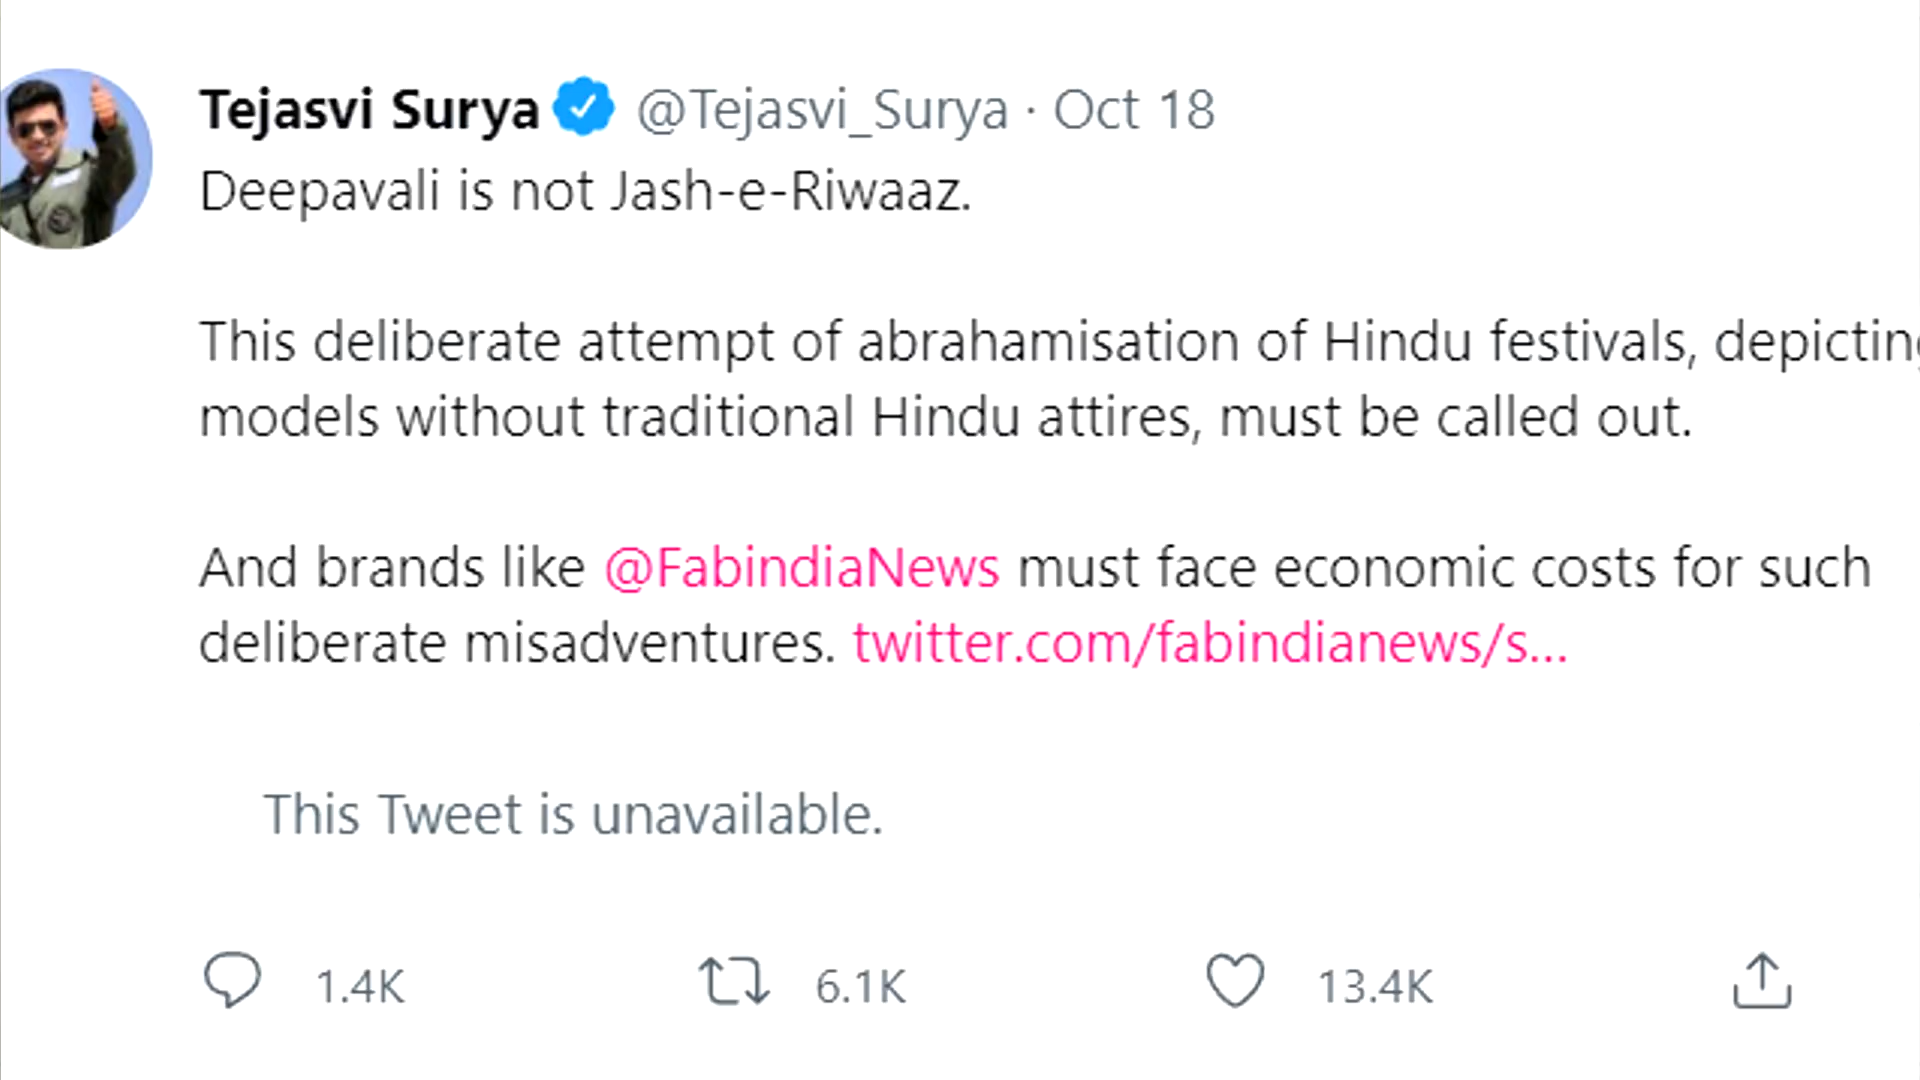 Tejasvi Surya @Tejasvi_Surya · Oct 18
Deepavali is not Jash-e-Riwaaz.
This deliberate attempt of abrahamisation of Hindu festivals, depicting
models without traditional Hindu attires, must be called out.
And brands like @FabindiaNews must face economic costs for such
deliberate misadventures. twitter.com/fabindianews/s...
This Tweet is unavailable.
1.4K 6.1K 13.4K